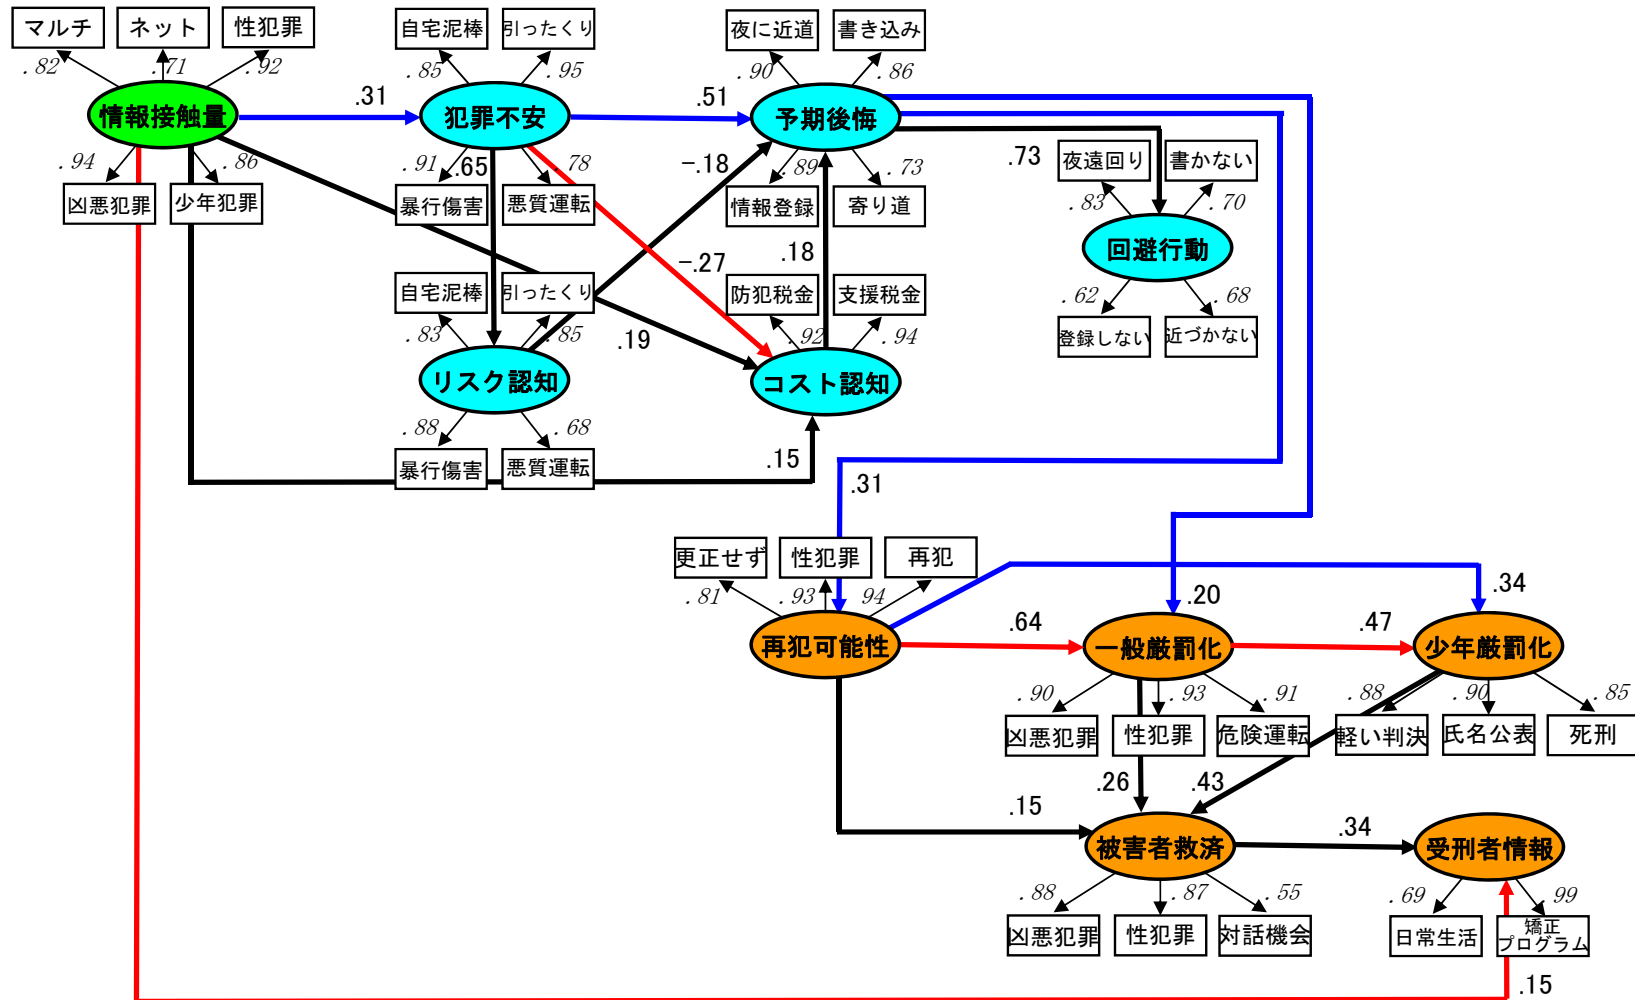 マルチ
ネット
性犯罪
.82
.71
.92
情報接触量
.94
.86
凶悪犯罪
少年犯罪
.31
自宅泥棒
引ったくり
.85
.95
犯罪不安
.91
.65
.78
暴行傷害
悪質運転
.51
夜に近道
書き込み
.90
.86
予期後悔
-.18
.89
.73
情報登録
寄り道
.73
夜遠回り
書かない
.83
.70
回避行動
.62
.68
登録しない
近づかない
-.27
.18
自宅泥棒
引ったくり
.83
.85
リスク認知
.88
.68
暴行傷害
悪質運転
.19
防犯税金
支援税金
.92
.94
コスト認知
.15
.31
更正せず
性犯罪
再犯
.81
.93
94
再犯可能性
.64
.20
一般厳罰化
.47
.34
少年厳罰化
.90
.93
.91
凶悪犯罪
性犯罪
危険運転
.88
.90
.85
軽い判決
氏名公表
死刑
.15
.26
.43
被害者救済
.34
受刑者情報
.88
.87
.55
凶悪犯罪
性犯罪
対話機会
.69
.99
日常生活
矯正
プログラム
.15